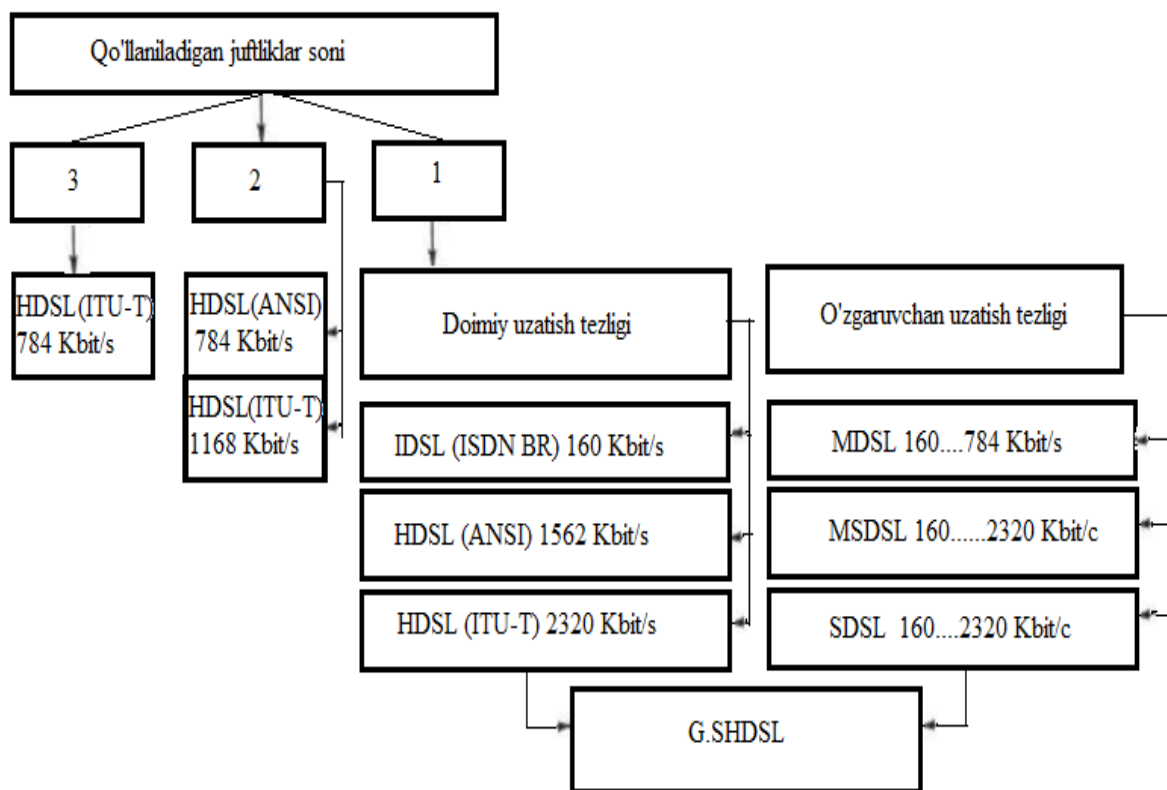 Qo'llaniladigan juftliklar soni
3
2
1
HDSL(ITU-T)
784 Kbit/s
HDSL(ANSI)
784 Kbit/s
HDSL(ITU-T)
1168 Kbit/s
Doimiy uzatish tezligi
O'zgaruvchan uzatish tezligi
IDSL (ISDN BR) 160 Kbit/s
MDSL 160....784 Kbit/s
HDSL (ANSI) 1562 Kbit/s
MSDSL 160......2320 Kbit/c
HDSL (ITU-T) 2320 Kbit/s
SDSL 160....2320 Kbit/c
G.SHDSL